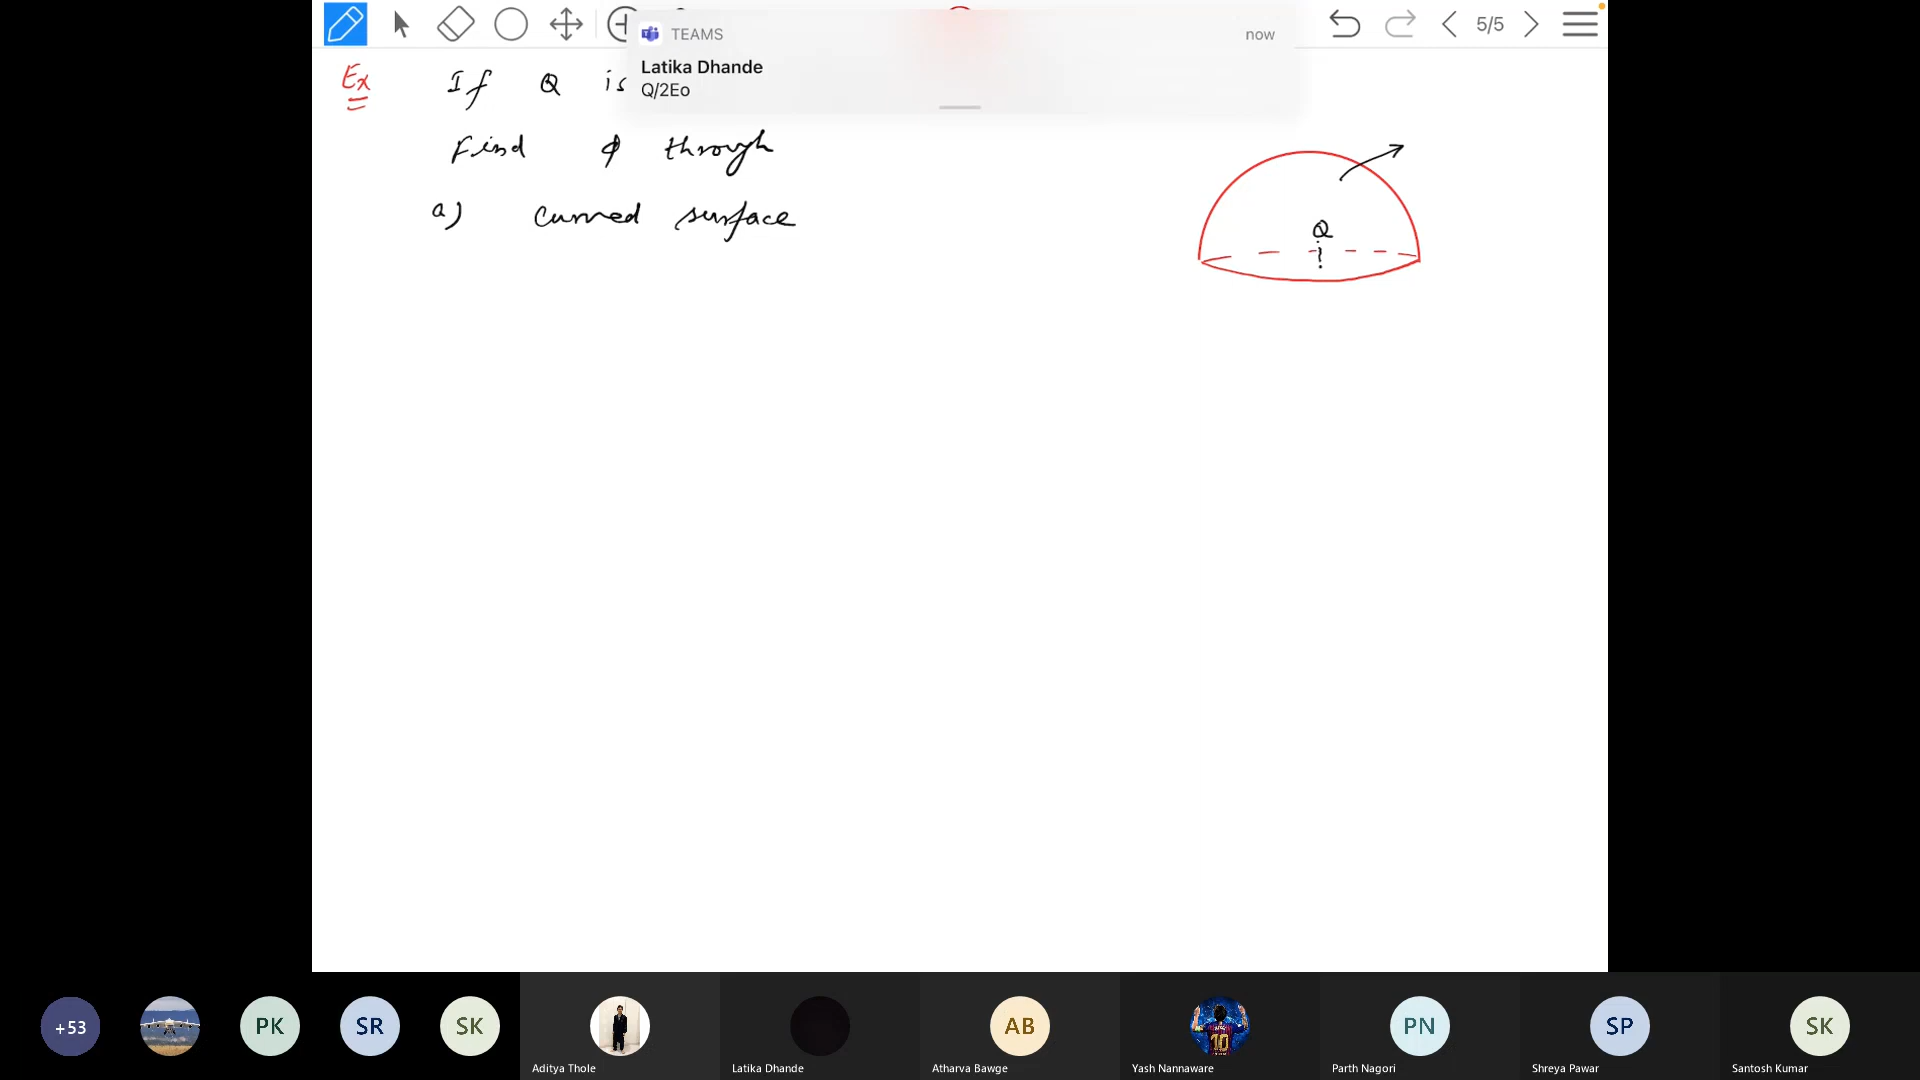 5/5
TEAMS
now
Latika Dhande
Q/2Eo
Ex If Q is
Find ϕ through
a) curved surface
Q
+53
PK
SR
SK
AB
10
PN
SP
SK
Aditya Thole
Latika Dhande
Atharva Bawge
Yash Nannaware
Parth Nagori
Shreya Pawar
Santosh Kumar